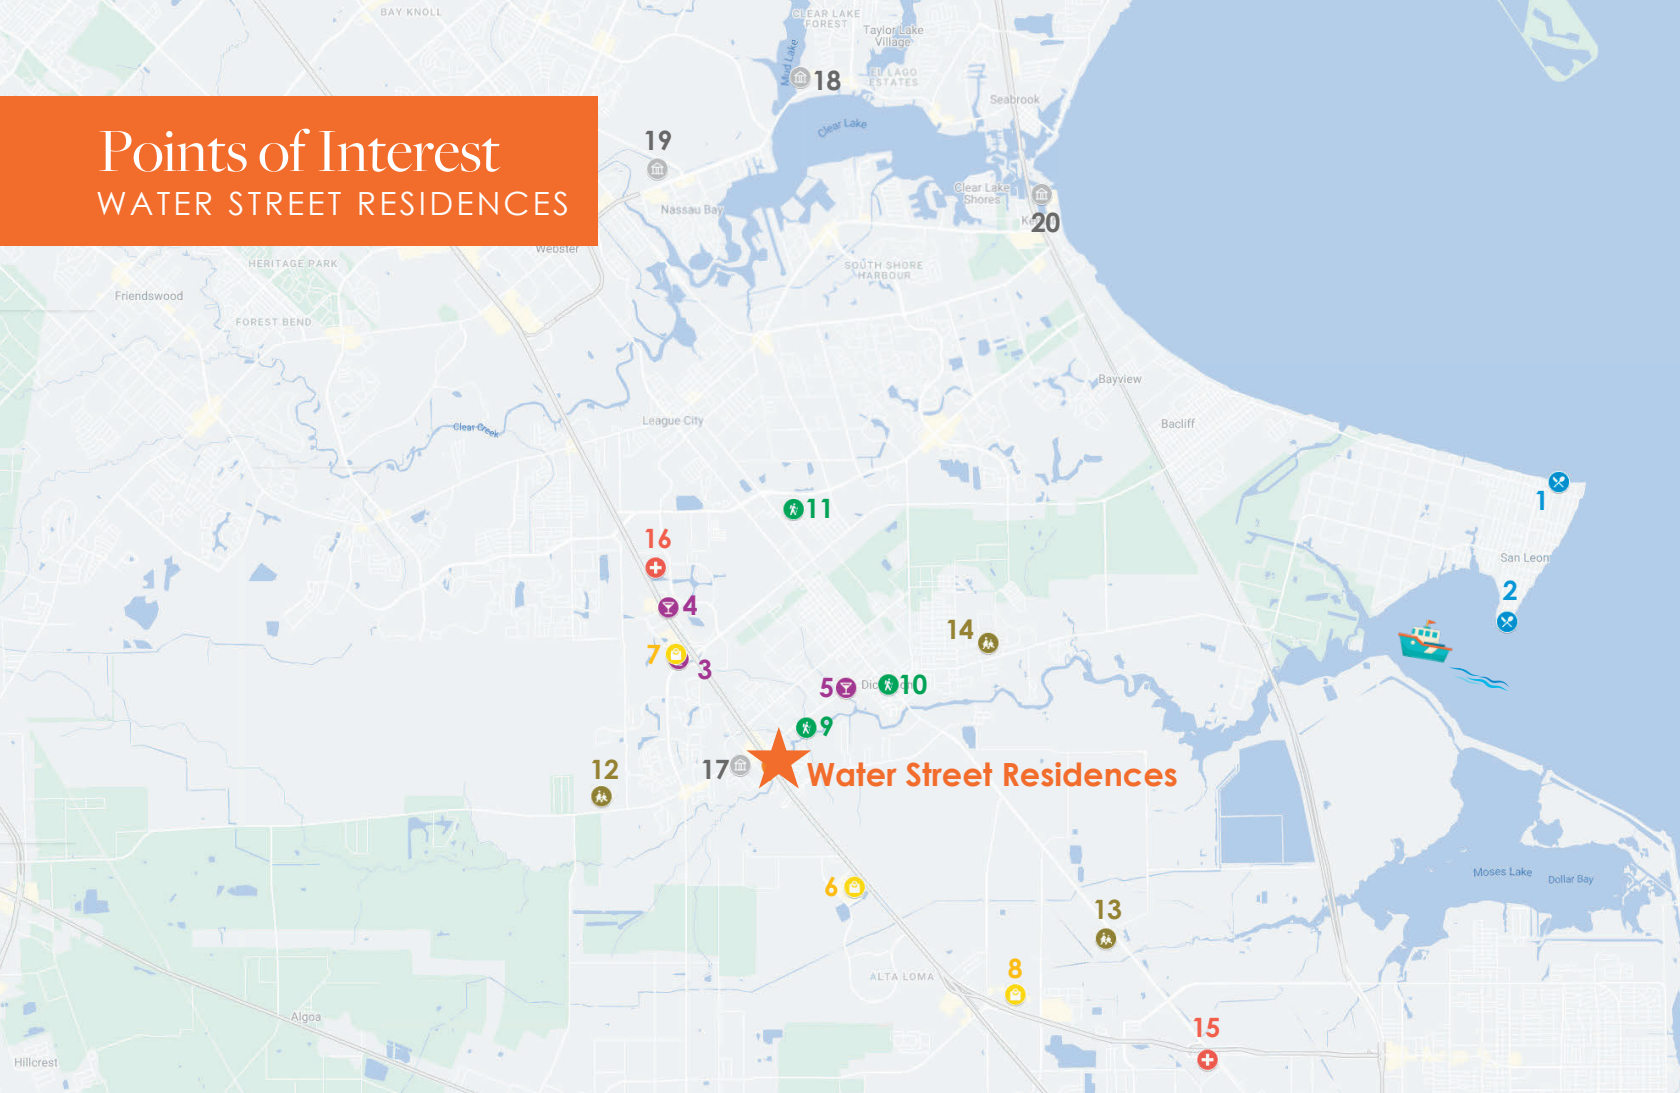 BAY KNOLL
CLEAR LAKE
FOREST
Taylor Lake
Village
Mud Lake
18
EL LAGO
ESTATES
Seabrook
Points of Interest
WATER STREET RESIDENCES
Clear Lake
19
Clear Lake
Shores
Nassau Bay
20
Webster
HERITAGE PARK
SOUTH SHORE
HARBOUR
Friendswood
FOREST BEND
Bayview
League City
Bacliff
Clear Creek
1
11
16
San Leon
2
4
14
7
3
5
10
9
12
17
Water Street Residences
Moses Lake
Dollar Bay
6
13
8
ALTA LOMA
Algoa
15
Hillcrest